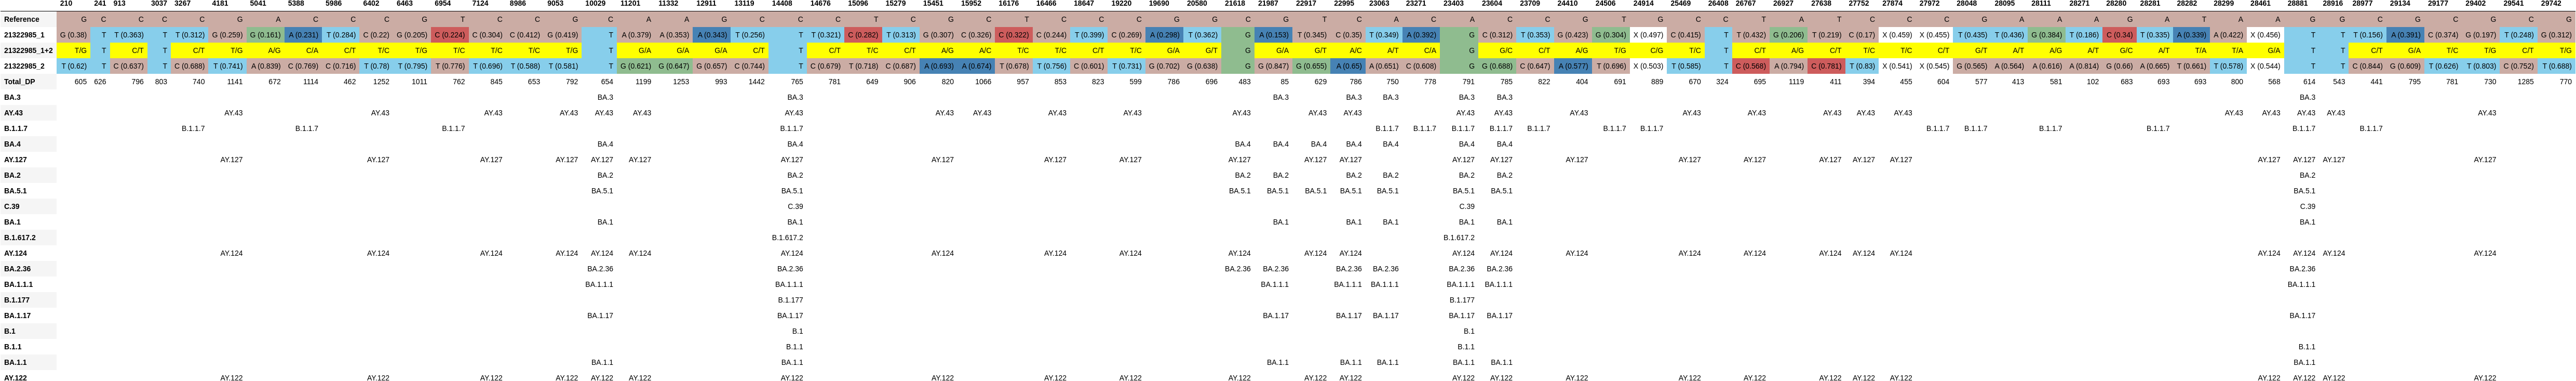 210 241 913 3037 3267 4181 5041 5388 5986 6402 6463 6954 7124 8986 9053 10029 11201 11332 12911 13119 14408 14676 15096 15279 15451 15952 16176 16466 18647 19220 19690 20580 21618 21987 22917 22995 23063 23271 23403 23604 23709 24410 24506 24914 25469 26408 26767 26927 27638 27752 27874 27972 28048 28095 28111 28271 28280 28281 28282 28299 28461 28881 28916 28977 29134 29177 29402 29541 29742
Reference G C C C C G A C C C G T C C G C A A G C C C T C G C T C C C C G C G T C A C A C C G T G C C T A T C C C G A A A G A T A A G G C G C G C G
21322985_1 G (0.38) T T (0.363) T T (0.312) G (0.259) G (0.161) A (0.231) T (0.284) C (0.22) G (0.205) C (0.224) C (0.304) C (0.412) G (0.419) T A (0.379) A (0.353) A (0.343) T (0.256) T T (0.321) C (0.282) T (0.313) G (0.307) C (0.326) C (0.322) C (0.244) T (0.399) C (0.269) A (0.298) T (0.362) G A (0.153) T (0.345) C (0.35) T (0.349) A (0.392) G C (0.312) T (0.353) G (0.423) G (0.304) X (0.497) C (0.415) T T (0.432) G (0.206) T (0.219) C (0.17) X (0.459) X (0.455) T (0.435) T (0.436) G (0.384) T (0.186) C (0.34) T (0.335) A (0.339) A (0.422) X (0.456) T T T (0.156) A (0.391) C (0.374) G (0.197) T (0.248) G (0.312)
21322985_1+2 T/G T C/T T C/T T/G G/A C/A C/T T/C T/G T/C T/C T/C T/G T G/A G/A G/A C/T T C/T T/C C/T A/G A/C T/C T/C C/T T/C G/A G/T G G/A G/T A/C A/T C/A G G/C C/T A/G T/G C/G T/C T C/T A/G C/T T/C C/T C/T G/T A/T A/G A/T G/C A/T T/A T/A G/A T T C/T G/A T/C T/G C/T T/G
21322985_2 T (0.62) T C (0.637) T C (0.688) T (0.741) A (0.839) C (0.769) C (0.716) T (0.78) T (0.795) T (0.776) T (0.696) T (0.588) T (0.581) T G (0.621) G (0.647) G (0.657) C (0.744) T C (0.679) T (0.718) C (0.687) A (0.693) A (0.674) T (0.678) T (0.756) C (0.601) T (0.731) G (0.702) G (0.638) G G (0.847) G (0.655) A (0.65) A (0.651) C (0.608) G G (0.688) C (0.647) A (0.577) T (0.696) X (0.503) T (0.585) T C (0.568) A (0.794) C (0.781) T (0.83) X (0.541) X (0.545) G (0.565) A (0.564) A (0.616) A (0.814) G (0.66) A (0.665) T (0.661) T (0.578) X (0.544) T T C (0.844) G (0.609) T (0.626) T (0.803) C (0.752) T (0.688)
Total_DP 605 626 796 803 740 1141 672 1114 462 1252 1011 762 845 653 792 654 1199 1253 993 1442 765 781 649 906 820 1066 957 853 823 599 786 696 483 85 629 786 750 778 791 785 822 404 691 889 670 324 695 1119 411 394 455 604 577 413 581 102 683 693 693 800 568 614 543 441 795 781 730 1285 770
BA.3 BA.3 BA.3 BA.3 BA.3 BA.3 BA.3 BA.3 BA.3
AY.43 AY.43 AY.43 AY.43 AY.43 AY.43 AY.43 AY.43 AY.43 AY.43 AY.43 AY.43 AY.43 AY.43 AY.43 AY.43 AY.43 AY.43 AY.43 AY.43 AY.43 AY.43 AY.43 AY.43 AY.43 AY.43 AY.43 AY.43
B.1.1.7 B.1.1.7 B.1.1.7 B.1.1.7 B.1.1.7 B.1.1.7 B.1.1.7 B.1.1.7 B.1.1.7 B.1.1.7 B.1.1.7 B.1.1.7 B.1.1.7 B.1.1.7 B.1.1.7 B.1.1.7 B.1.1.7 B.1.1.7
BA.4 BA.4 BA.4 BA.4 BA.4 BA.4 BA.4 BA.4 BA.4 BA.4
AY.127 AY.127 AY.127 AY.127 AY.127 AY.127 AY.127 AY.127 AY.127 AY.127 AY.127 AY.127 AY.127 AY.127 AY.127 AY.127 AY.127 AY.127 AY.127 AY.127 AY.127 AY.127 AY.127 AY.127 AY.127 AY.127
BA.2 BA.2 BA.2 BA.2 BA.2 BA.2 BA.2 BA.2 BA.2 BA.2
BA.5.1 BA.5.1 BA.5.1 BA.5.1 BA.5.1 BA.5.1 BA.5.1 BA.5.1 BA.5.1 BA.5.1 BA.5.1
C.39 C.39 C.39 C.39
BA.1 BA.1 BA.1 BA.1 BA.1 BA.1 BA.1 BA.1 BA.1
B.1.617.2 B.1.617.2 B.1.617.2
AY.124 AY.124 AY.124 AY.124 AY.124 AY.124 AY.124 AY.124 AY.124 AY.124 AY.124 AY.124 AY.124 AY.124 AY.124 AY.124 AY.124 AY.124 AY.124 AY.124 AY.124 AY.124 AY.124 AY.124 AY.124 AY.124
BA.2.36 BA.2.36 BA.2.36 BA.2.36 BA.2.36 BA.2.36 BA.2.36 BA.2.36 BA.2.36 BA.2.36
BA.1.1.1 BA.1.1.1 BA.1.1.1 BA.1.1.1 BA.1.1.1 BA.1.1.1 BA.1.1.1 BA.1.1.1 BA.1.1.1
B.1.177 B.1.177 B.1.177
BA.1.17 BA.1.17 BA.1.17 BA.1.17 BA.1.17 BA.1.17 BA.1.17 BA.1.17 BA.1.17
B.1 B.1 B.1
B.1.1 B.1.1 B.1.1 B.1.1
BA.1.1 BA.1.1 BA.1.1 BA.1.1 BA.1.1 BA.1.1 BA.1.1 BA.1.1 BA.1.1
AY.122 AY.122 AY.122 AY.122 AY.122 AY.122 AY.122 AY.122 AY.122 AY.122 AY.122 AY.122 AY.122 AY.122 AY.122 AY.122 AY.122 AY.122 AY.122 AY.122 AY.122 AY.122 AY.122 AY.122 AY.122 AY.122